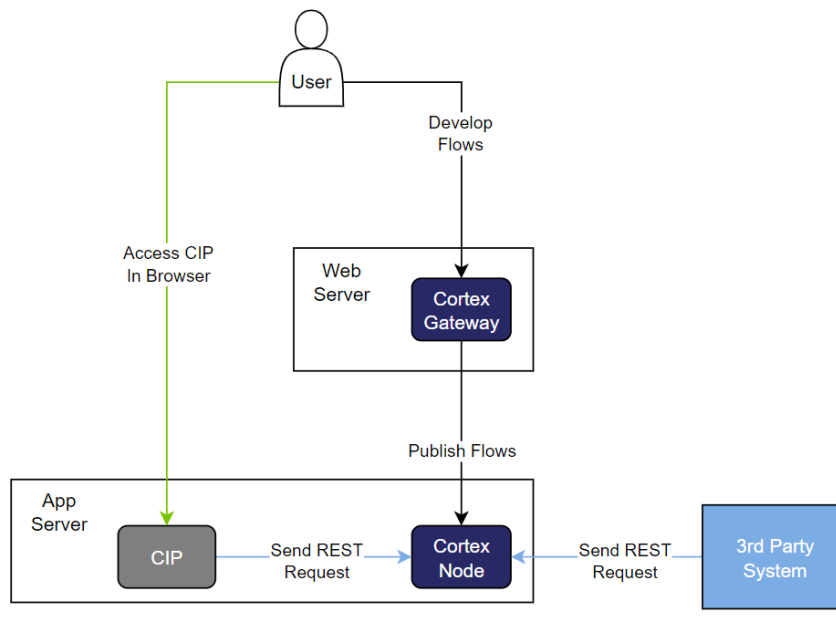 User
Develop
Flows
Access CIP
In Browser
Web
Server
Cortex
Gateway
Publish Flows
App
Server
CIP
Send REST
Request
Cortex
Node
Send REST
Request
3rd Party
System